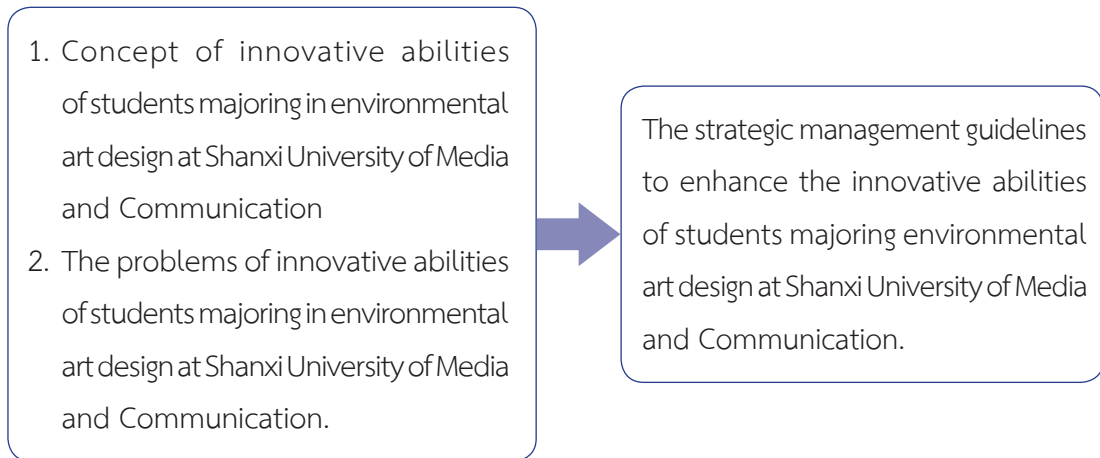 1. Concept of innovative abilities
of students majoring in environmental
art design at Shanxi University of Media
and Communication
2. The problems of innovative abilities
of students majoring in environmental
art design at Shanxi University of Media
and Communication.
The strategic management guidelines
to enhance the innovative abilities
of students majoring environmental
art design at Shanxi University of Media
and Communication.